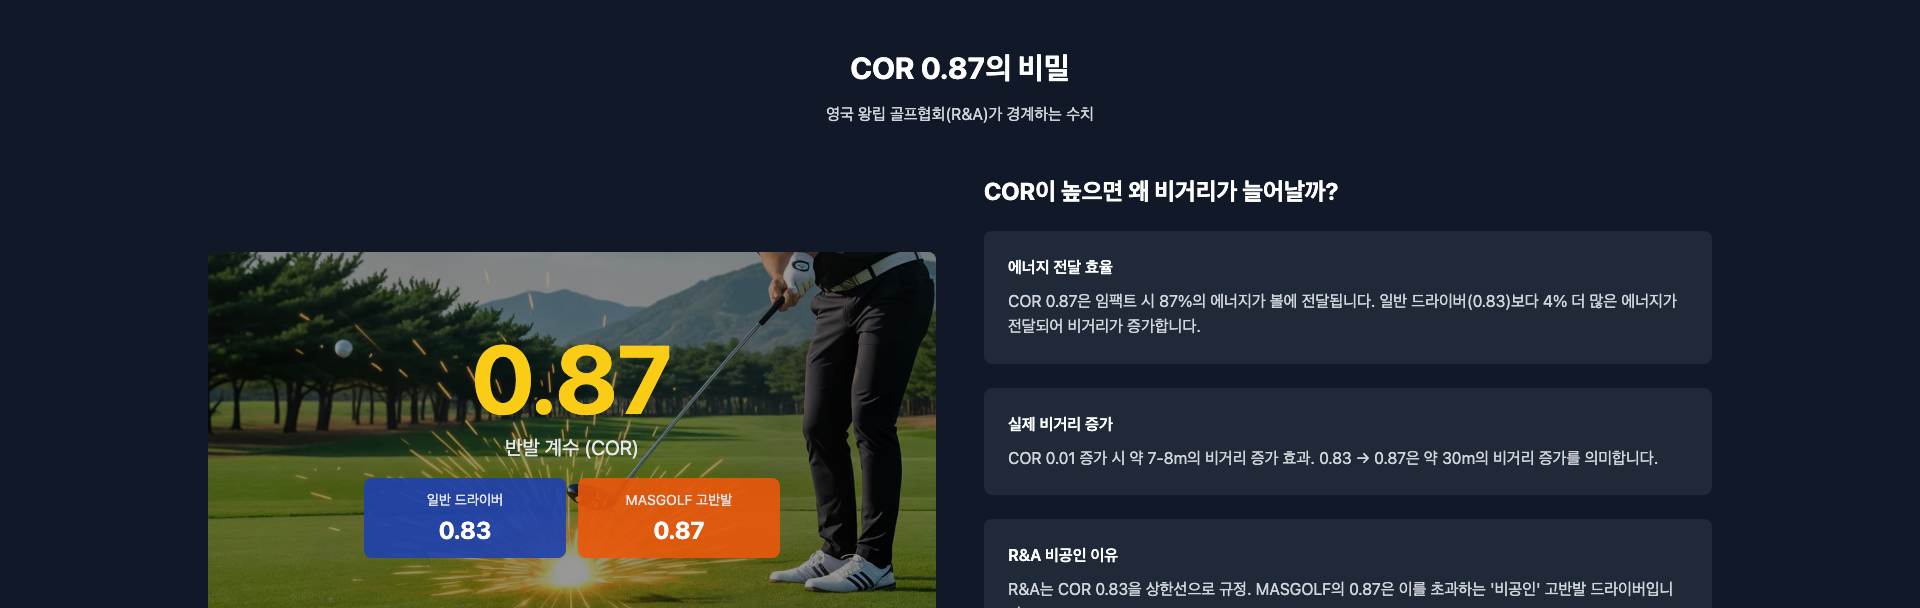 COR 0.87의 비밀
영국 왕립 골프협회(R&A)가 경계하는 수치
0.87
반발 계수 (COR)
일반 드라이버
0.83
MASGOLF 고반발
0.87
COR이 높으면 왜 비거리가 늘어날까?
에너지 전달 효율
COR 0.87은 임팩트 시 87%의 에너지가 볼에 전달됩니다. 일반 드라이버(0.83)보다 4% 더 많은 에너지가
전달되어 비거리가 증가합니다.
실제 비거리 증가
COR 0.01 증가 시 약 7-8m의 비거리 증가 효과. 0.83 → 0.87은 약 30m의 비거리 증가를 의미합니다.
R&A 비공인 이유
R&A는 COR 0.83을 상한선으로 규정. MASGOLF의 0.87은 이를 초과하는 '비공인' 고반발 드라이버입니